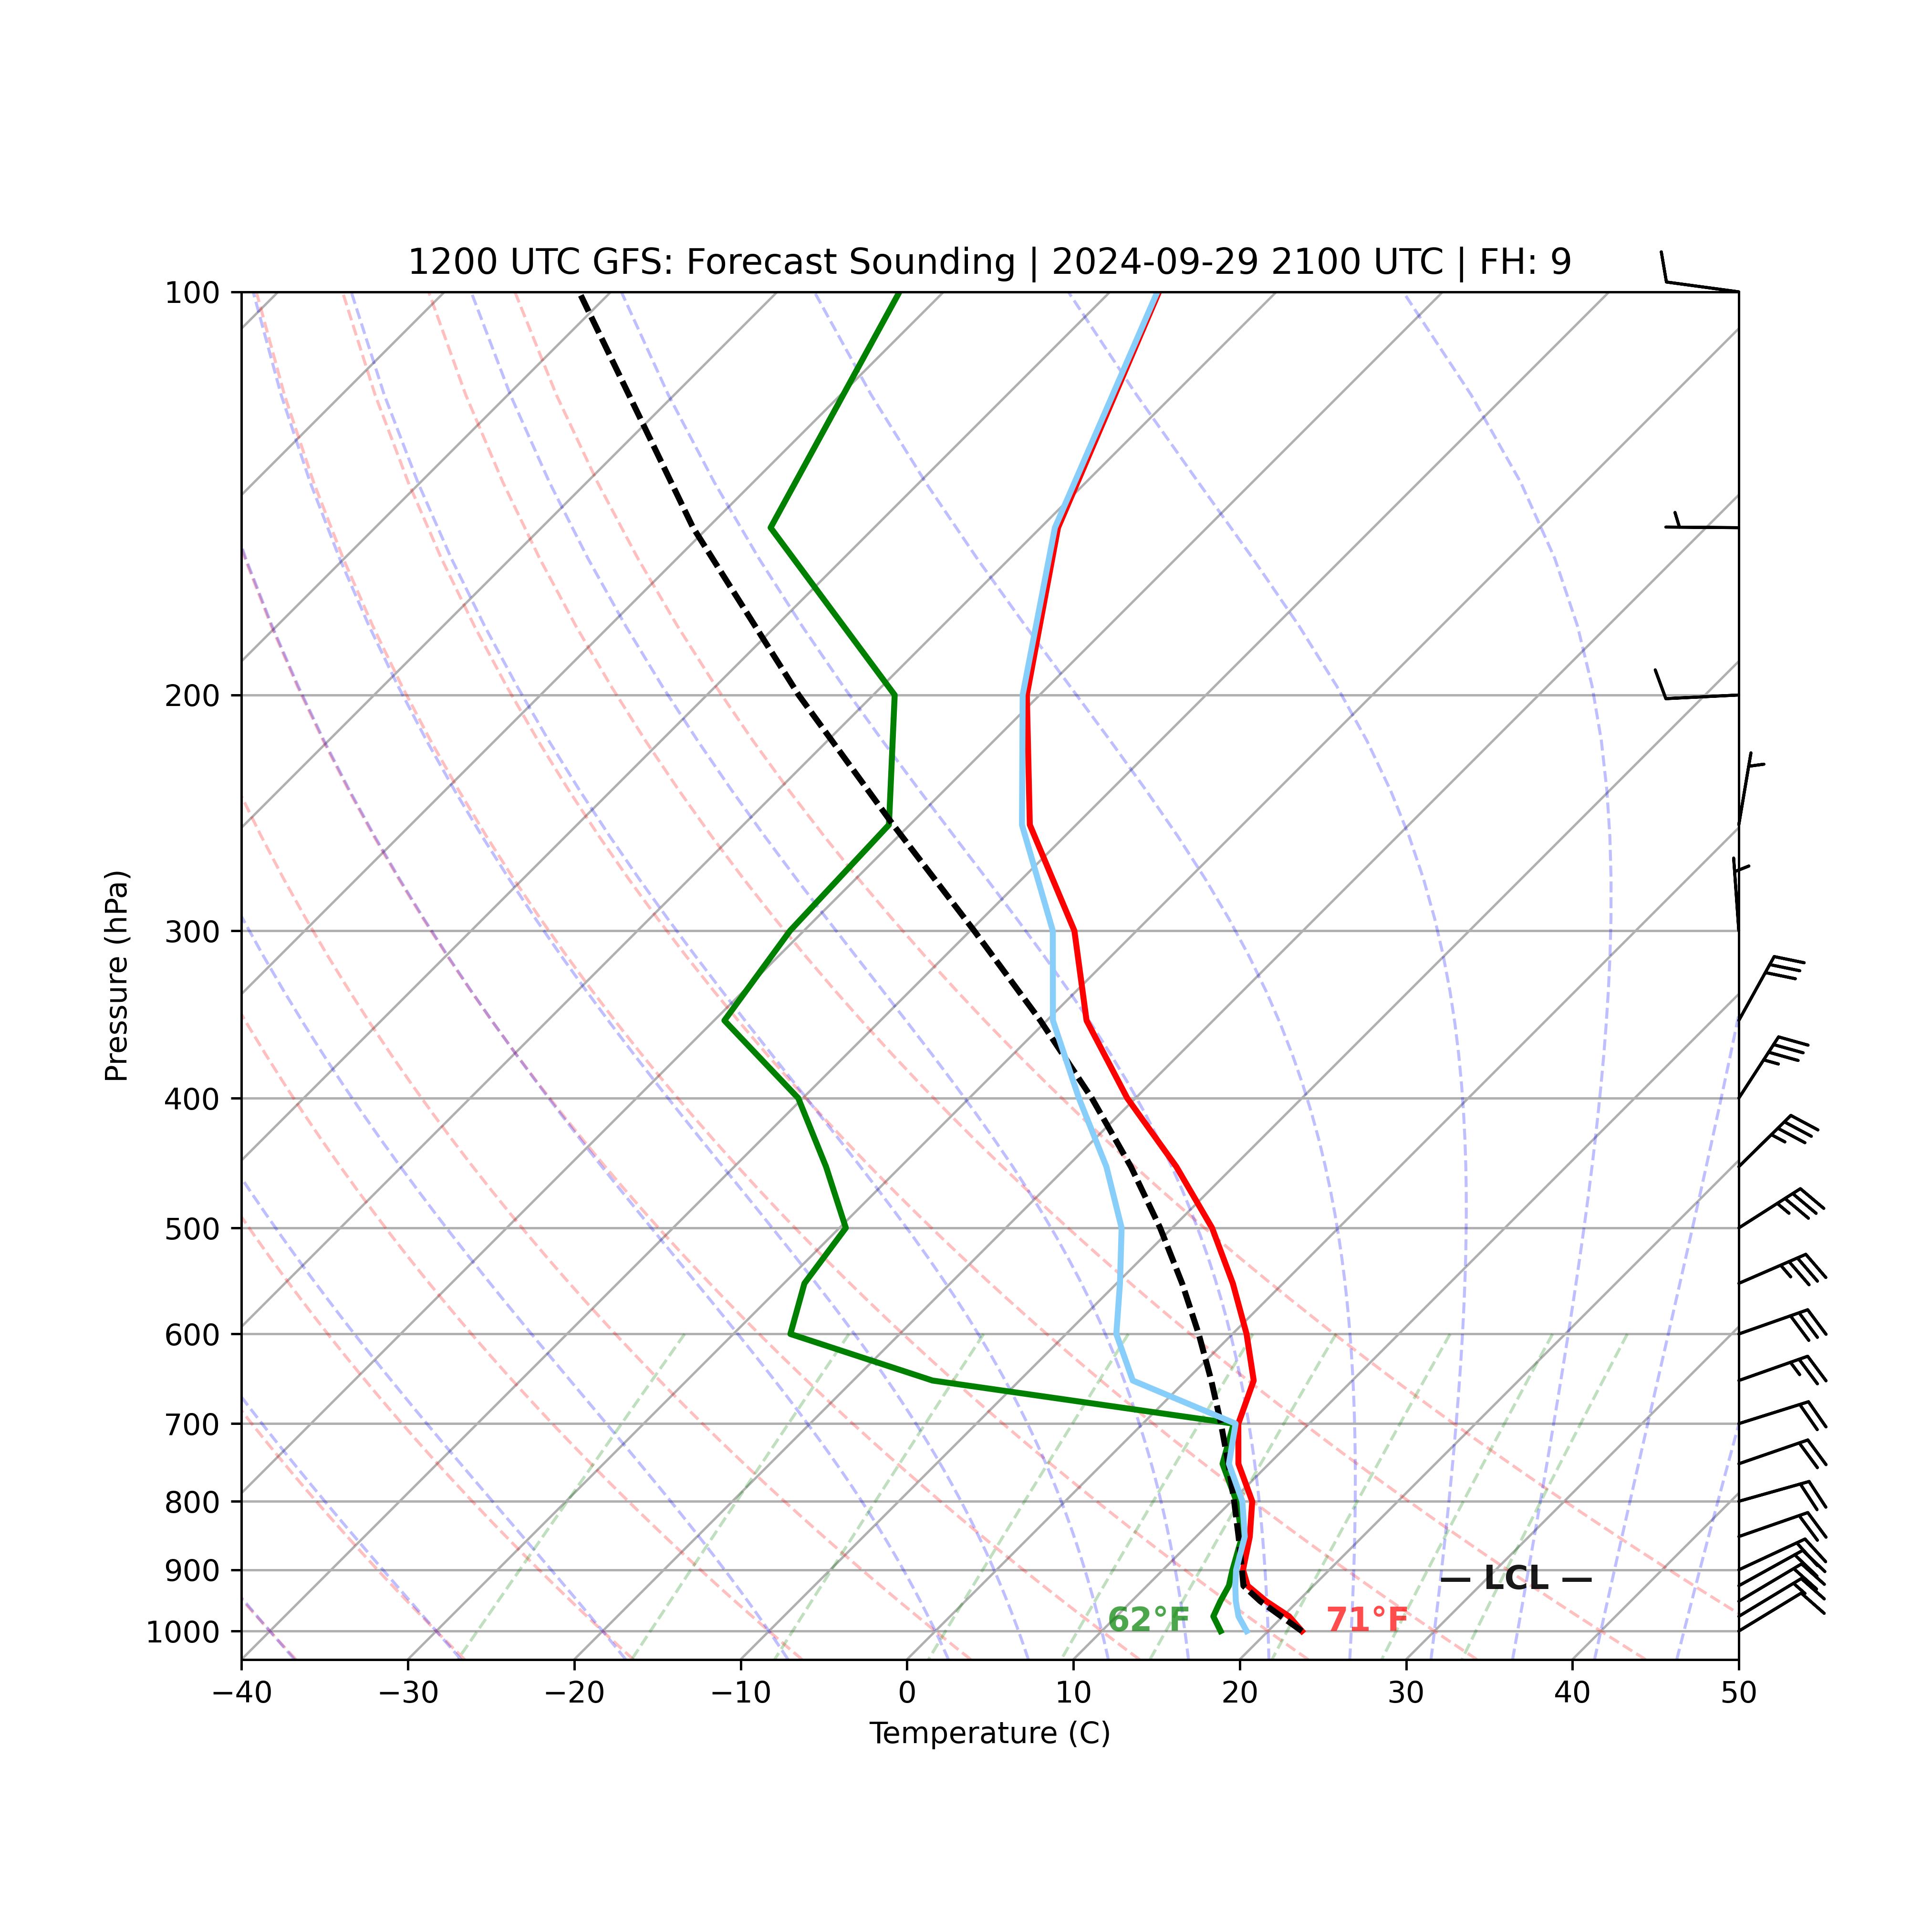 1200 UTC GFS: Forecast Sounding | 2024-09-29 2100 UTC | FH: 9
100
200
300
400
500
600
700
800
900
1000
Pressure (hPa)
— LCL —
62°F
71°F
−40 −30 −20 −10 0 10 20 30 40 50
Temperature (C)